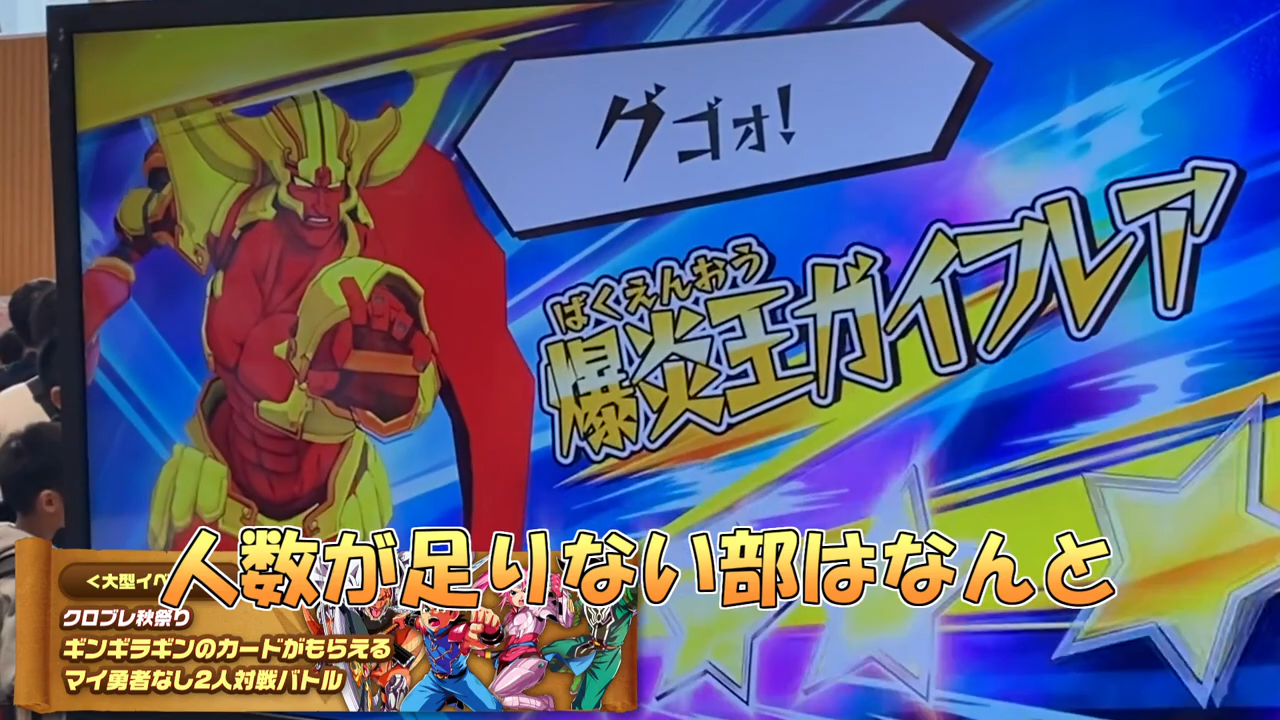 グゴォ!
ばくえんおう
爆炎王ガイフレア
人数が足りない部はなんと
<大型イベ
クロブレ秋祭り
ギンギラギンのカードがもらえる
マイ勇者なし2人対戦バトル